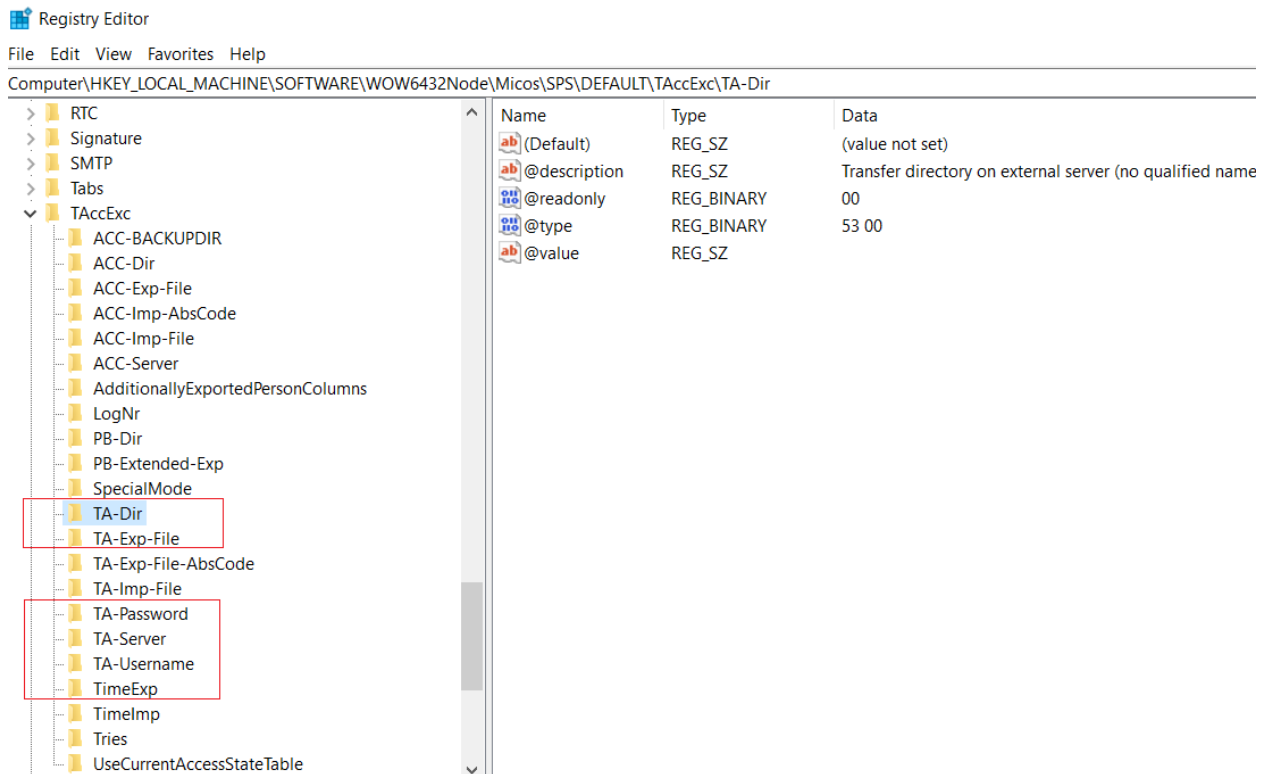 Registry Editor
File Edit View Favorites Help
Computer\HKEY_LOCAL_MACHINE\SOFTWARE\WOW6432Node\Micos\SPS\DEFAULT\TAccExc\TA-Dir
RTC
Signature
SMTP
Tabs
TAccExc
ACC-BACKUPDIR
ACC-Dir
ACC-Exp-File
ACC-Imp-AbsCode
ACC-Imp-File
ACC-Server
AdditionallyExportedPersonColumns
LogNr
PB-Dir
PB-Extended-Exp
SpecialMode
TA-Dir
TA-Exp-File
TA-Exp-File-AbsCode
TA-Imp-File
TA-Password
TA-Server
TA-Username
TimeExp
TimeImp
Tries
UseCurrentAccessStateTable
Name Type Data
(Default) REG_SZ (value not set)
@description REG_SZ Transfer directory on external server (no qualified name
@readonly REG_BINARY 00
@type REG_BINARY 53 00
@value REG_SZ